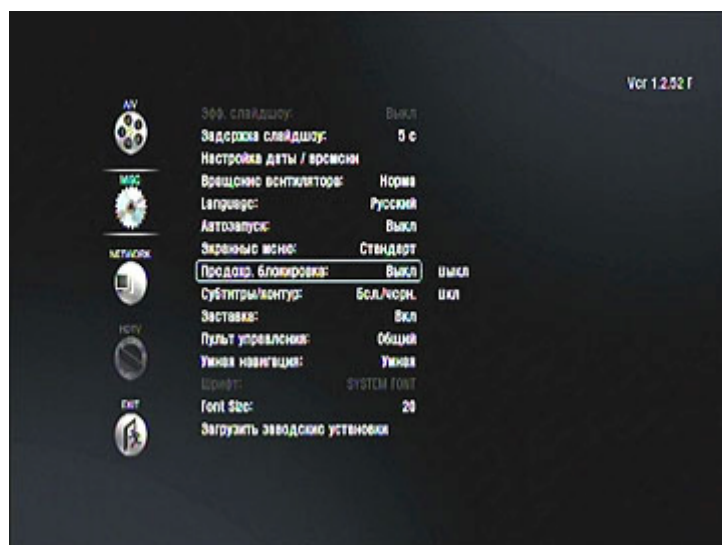 Ver 1.2.52 F
A/V
Эфф. слайдшоу: Выкл
Задержка слайдшоу: 5 с
Настройка даты / времени
MISC
Вращение вентилятора: Норма
Language: Русский
Автозапуск: Выкл
NETWORK
Экранные меню: Стандарт
Предохр. блокировка: Выкл Выкл
Субтитры/контур: Бел./черн. Вкл
Заставка: Вкл
HDTV
Пульт управления: Общий
Умная навигация: Умная
Шрифт: SYSTEM FONT
EXIT
Font Size: 20
Загрузить заводские установки